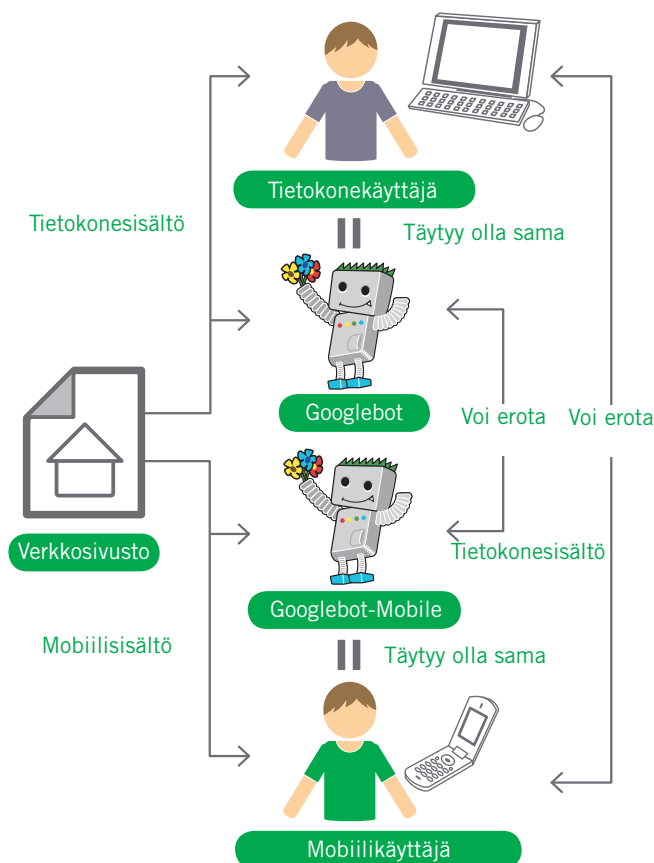 Tietokonekäyttäjä
Tietokonesisältö
Täytyy olla sama
Googlebot
Voi erota
Voi erota
Verkkosivusto
Tietokonesisältö
Googlebot-Mobile
Mobiilisisältö
Täytyy olla sama
Mobiilikäyttäjä